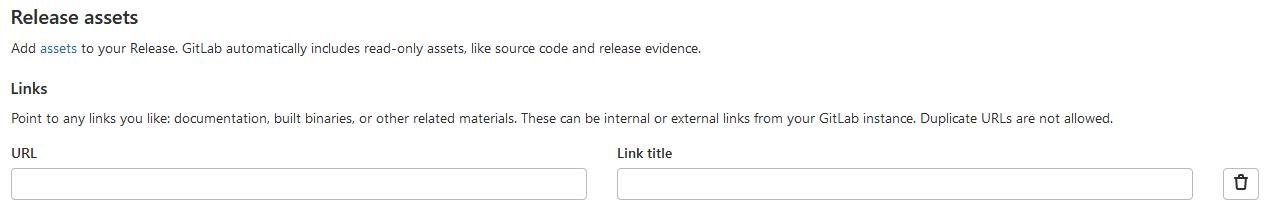 Release assets
Add assets to your Release. GitLab automatically includes read-only assets, like source code and release evidence.
Links
Point to any links you like: documentation, built binaries, or other related materials. These can be internal or external links from your GitLab instance. Duplicate URLs are not allowed.
URL
Link title